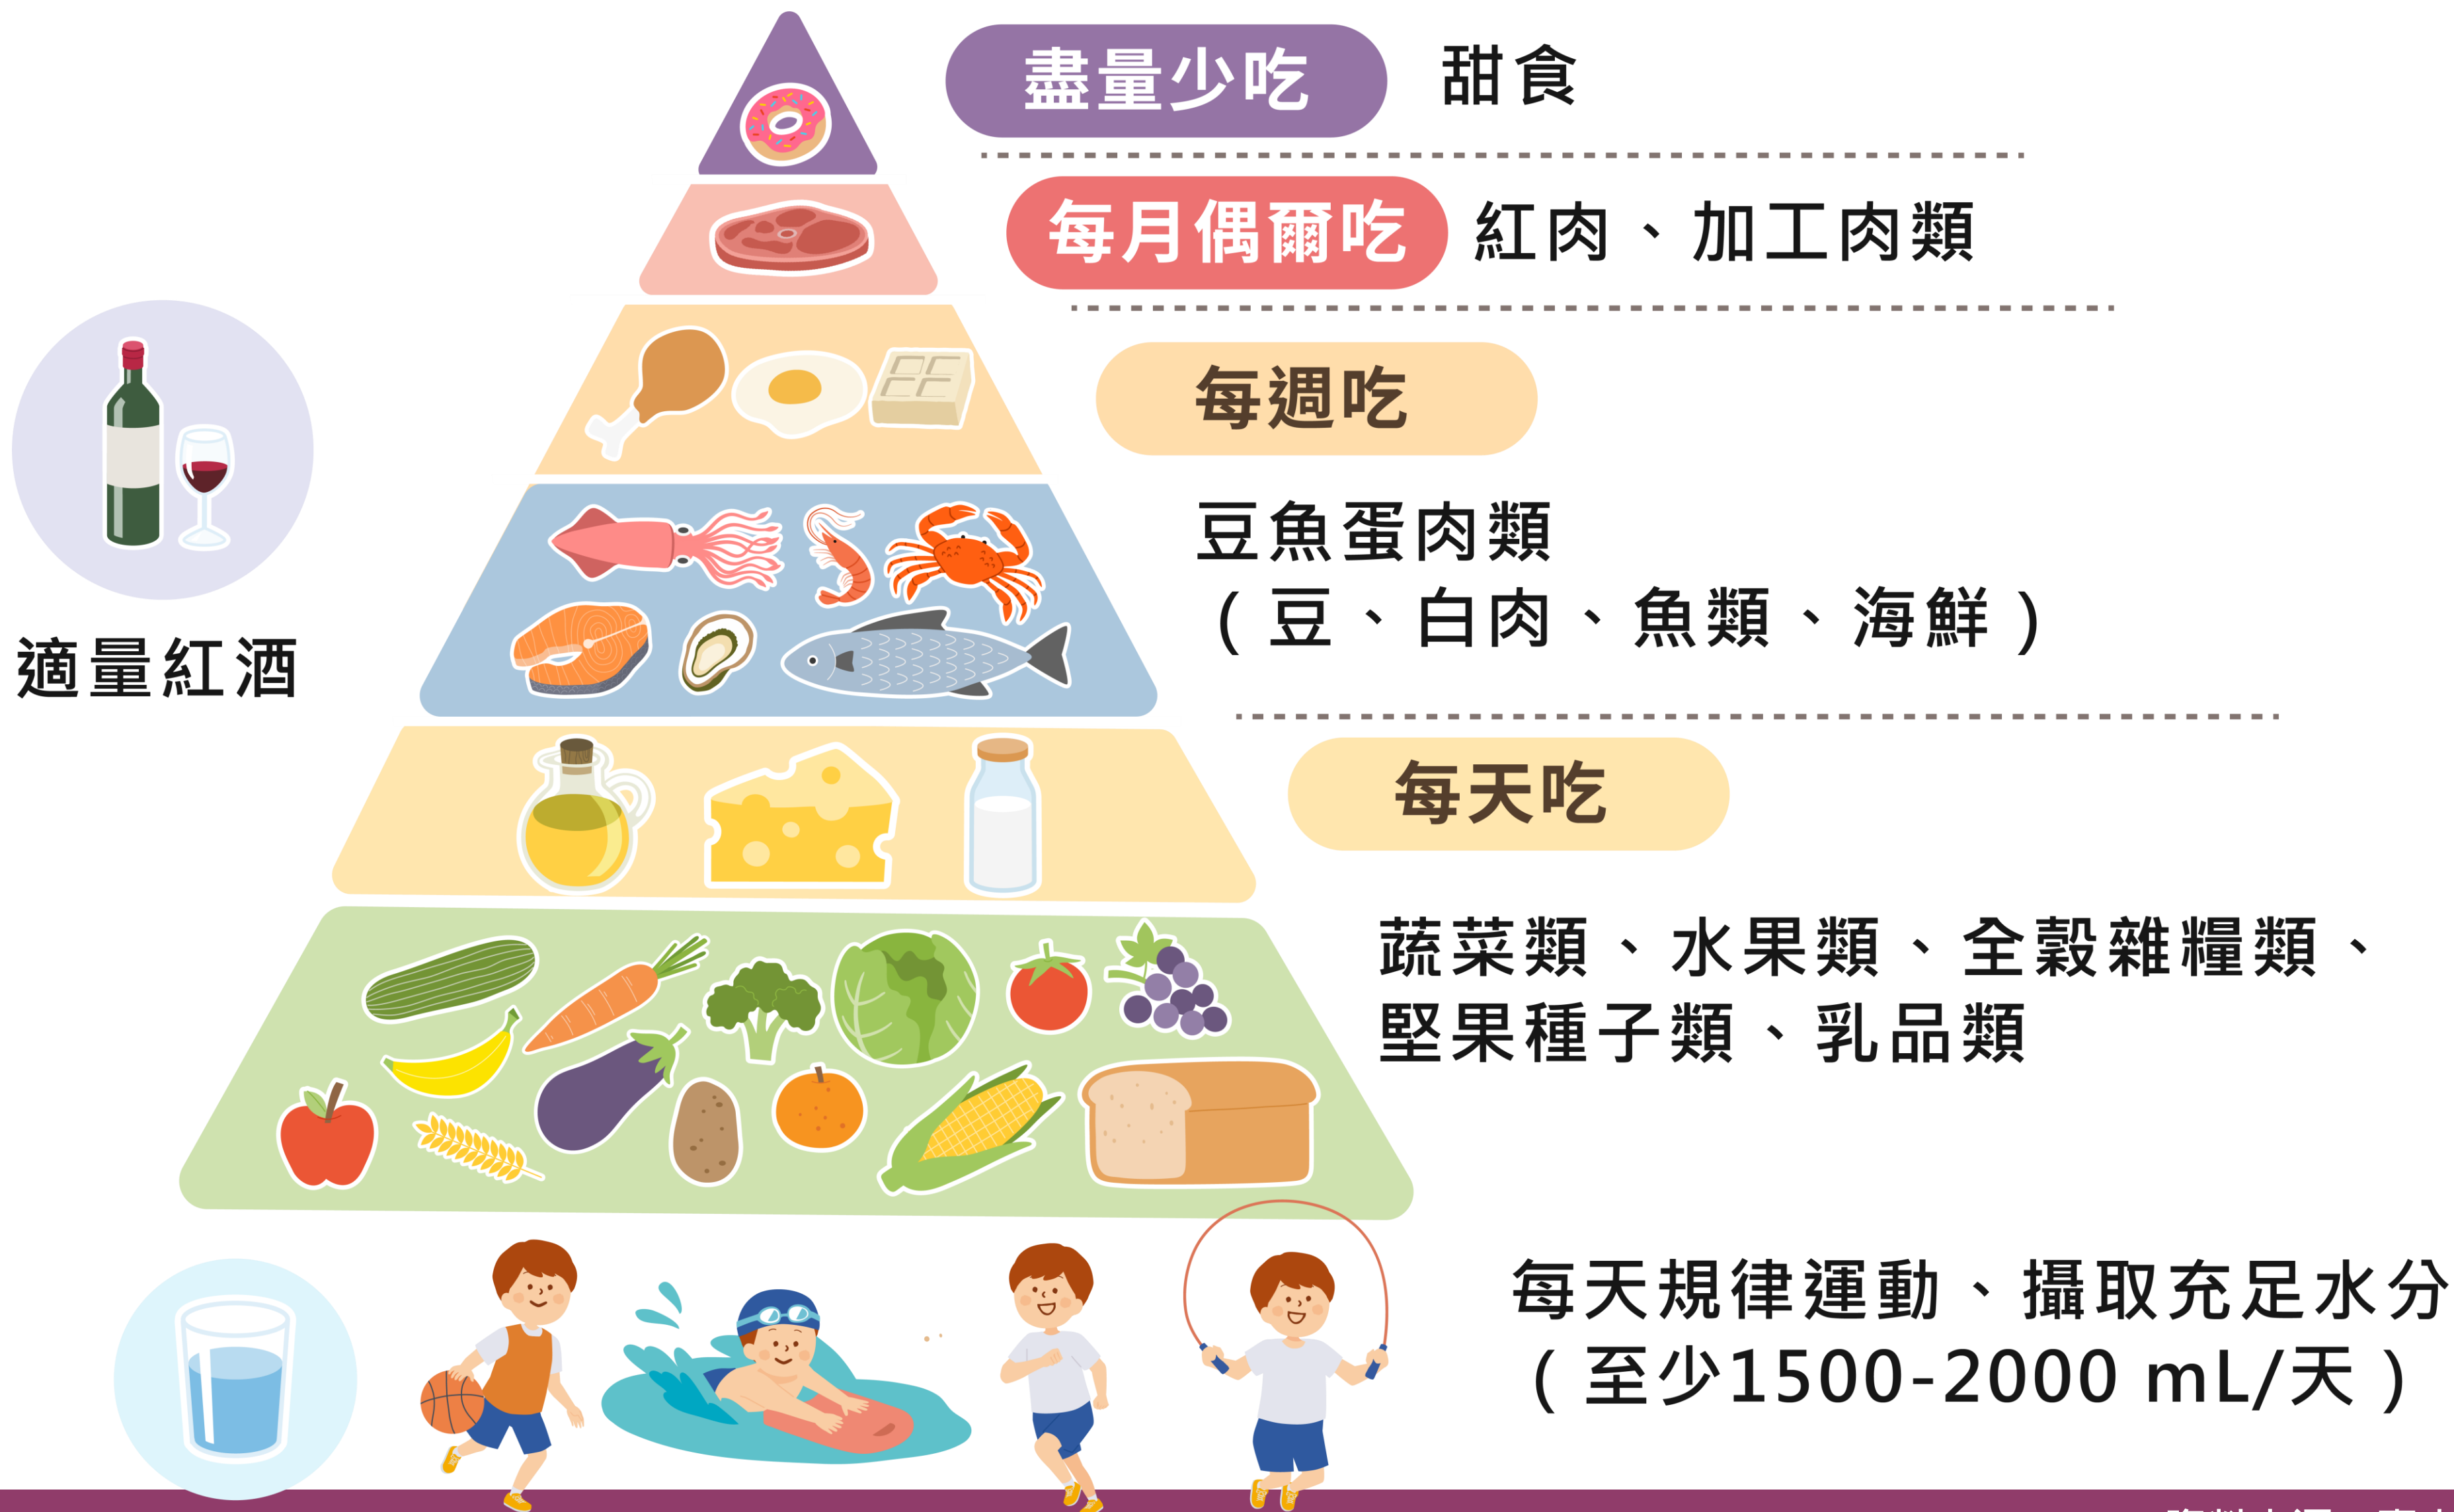 盡量少吃 甜食
每月偶爾吃 紅肉、加工肉類
每週吃
豆魚蛋肉類
（豆、白肉、魚類、海鮮）
適量紅酒
每天吃
蔬菜類、水果類、全穀雜糧類、
堅果種子類、乳品類
每天規律運動、攝取充足水分
（至少1500-2000 mL/天）